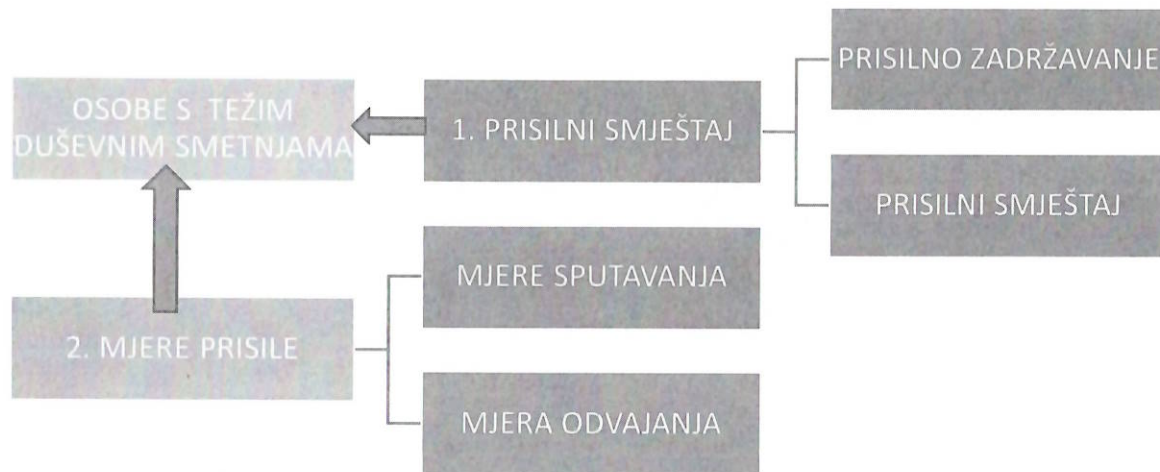 PRISILNO ZADRŽAVANJE
OSOBE S TEŽIM
DUŠEVNIM SMETNJAMA
1. PRISILNI SMJEŠTAJ
PRISILNI SMJEŠTAJ
MJERE SPUTAVANJA
2. MJERE PRISILE
MJERA ODVAJANJA